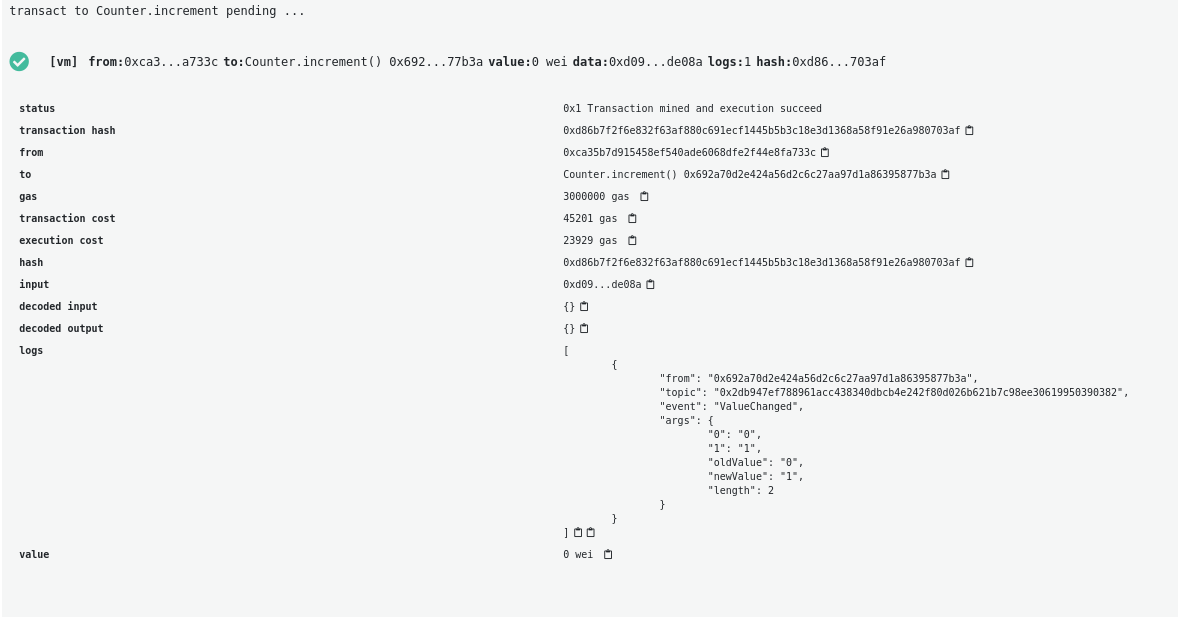 transact to Counter.increment pending ...
[vm] from:0xca3...a733c to:Counter.increment() 0x692...77b3a value:0 wei data:0xd09...de08a logs:1 hash:0xd86...703af
status 0x1 Transaction mined and execution succeed
transaction hash 0xd86b7f2f6e832f63af880c691ecf1445b5b3c18e3d1368a58f91e26a980703af
from 0xca35b7d915458ef540ade6068dfe2f44e8fa733c
to Counter.increment() 0x692a70d2e424a56d2c6c27aa97d1a86395877b3a
gas 3000000 gas
transaction cost 45201 gas
execution cost 23929 gas
hash 0xd86b7f2f6e832f63af880c691ecf1445b5b3c18e3d1368a58f91e26a980703af
input 0xd09...de08a
decoded input {}
decoded output {}
logs [
{
"from": "0x692a70d2e424a56d2c6c27aa97d1a86395877b3a",
"topic": "0x2db947ef788961acc438340dbcb4e242f80d026b621b7c98ee30619950390382",
"event": "ValueChanged",
"args": {
"0": "0",
"1": "1",
"oldValue": "0",
"newValue": "1",
"length": 2
}
}
]
value 0 wei